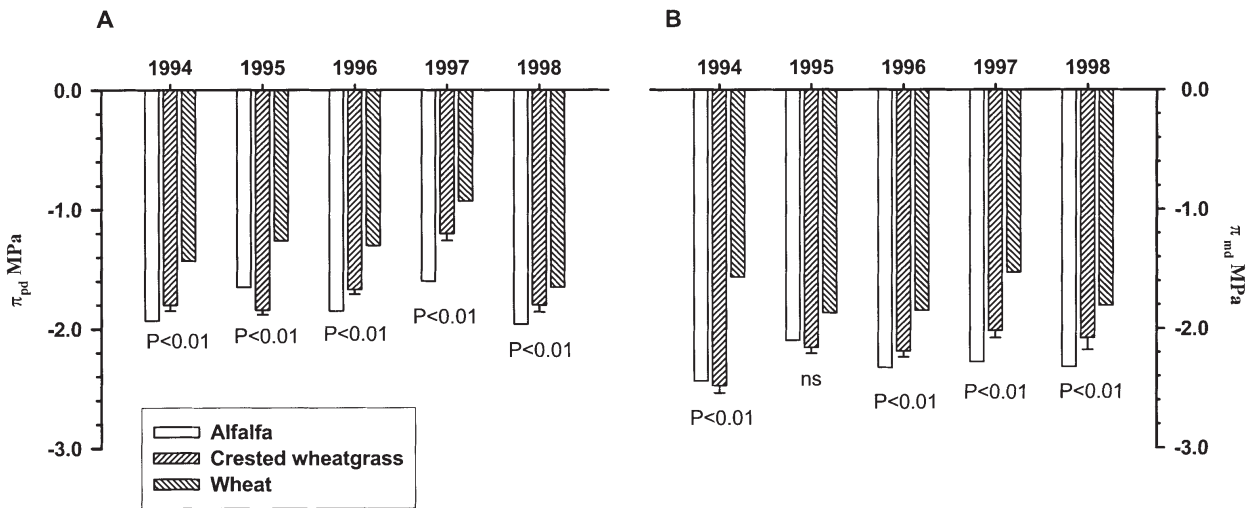 A
B
1994 1995 1996 1997 1998
1994 1995 1996 1997 1998
0.0
-1.0
-2.0
-3.0
π pd MPa
0.0
-1.0
-2.0
-3.0
π md MPa
P<0.01 P<0.01 P<0.01 P<0.01 P<0.01
P<0.01 ns P<0.01 P<0.01 P<0.01
Alfalfa
Crested wheatgrass
Wheat